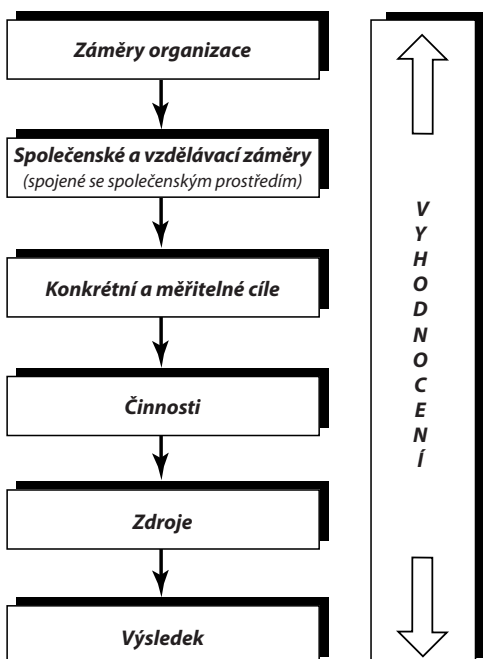 Záměry organizace
Společenské a vzdělávací záměry
(spojené se společenským prostředím)
Konkrétní a měřitelné cíle
Činnosti
Zdroje
Výsledek
V
Y
H
O
D
N
O
C
E
N
Í